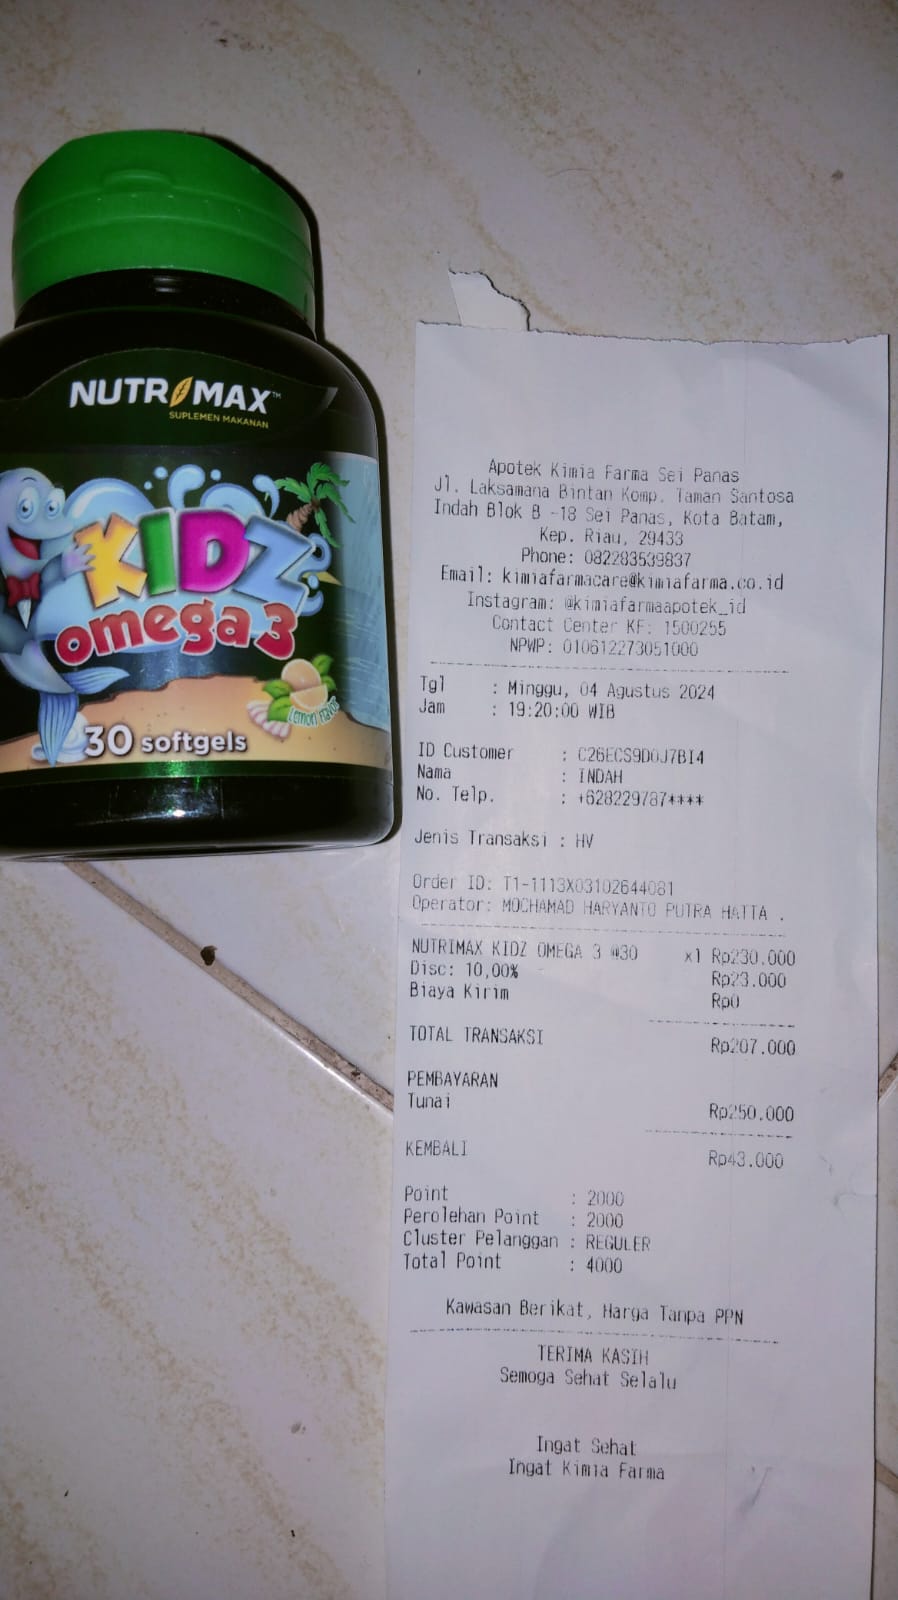 NUTRIMAX™
SUPLEMEN MAKANAN
KIDZ
omega 3
Lemon Flavor
30 softgels
Apotek Kimia Farma Sei Panas
Jl. Laksamana Bintan Komp. Taman Santosa
Indah Blok B -18 Sei Panas, Kota Batam,
Kep. Riau, 29433
Phone: 082283539837
Email: kimiafarmacare@kimiafarma.co.id
Instagram: @kimiafarmaapotek_id
Contact Center KF: 1500255
NPWP: 010612273051000
Tgl : Minggu, 04 Agustus 2024
Jam : 19:20:00 WIB
ID Customer : C26ECS9D0J7BI4
Nama : INDAH
No. Telp. : +628229787****
Jenis Transaksi : HV
Order ID: T1-1113X03102644081
Operator: MOCHAMAD HARYANTO PUTRA HATTA .
NUTRIMAX KIDZ OMEGA 3 @30 x1 Rp230.000
Disc: 10,00% Rp23.000
Biaya Kirim Rp0
TOTAL TRANSAKSI Rp207.000
PEMBAYARAN
Tunai Rp250.000
KEMBALI Rp43.000
Point : 2000
Perolehan Point : 2000
Cluster Pelanggan : REGULER
Total Point : 4000
Kawasan Berikat, Harga Tanpa PPN
TERIMA KASIH
Semoga Sehat Selalu
Ingat Sehat
Ingat Kimia Farma